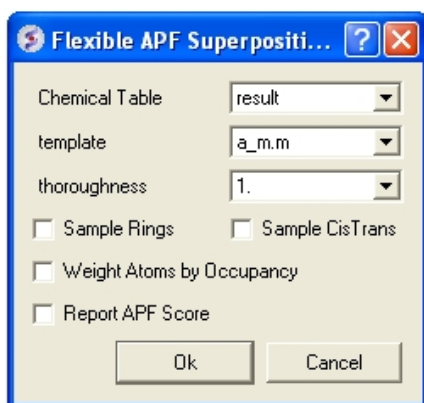 Flexible APF Superpositi... ?
Chemical Table result
template a_m.m
thoroughness 1.
Sample Rings Sample CisTrans
Weight Atoms by Occupancy
Report APF Score
Ok Cancel